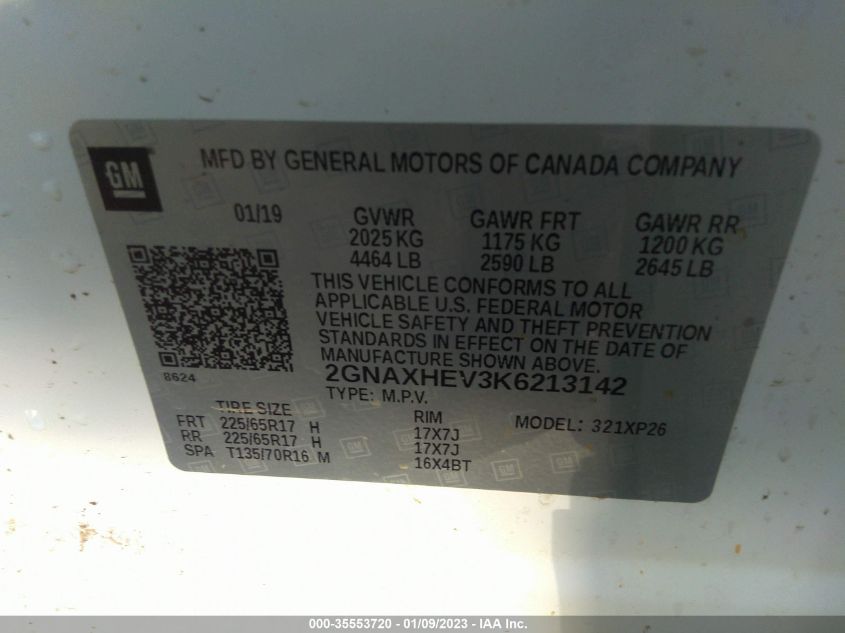 GM
MFD BY GENERAL MOTORS OF CANADA COMPANY
01/19
GVWR
2025 KG
4464 LB
GAWR FRT
1175 KG
2590 LB
GAWR RR
1200 KG
2645 LB
THIS VEHICLE CONFORMS TO ALL
APPLICABLE U.S. FEDERAL MOTOR
VEHICLE SAFETY AND THEFT PREVENTION
STANDARDS IN EFFECT ON THE DATE OF
MANUFACTURE SHOWN ABOVE.
8624
2GNAXHEV3K6213142
TYPE: M.P.V.
TIRE SIZE
RIM
MODEL: 321XP26
FRT 225/65R17 H 17X7J
RR 225/65R17 H 17X7J
SPA T135/70R16 M 16X4BT
000-35553720 - 01/09/2023 - IAA Inc.